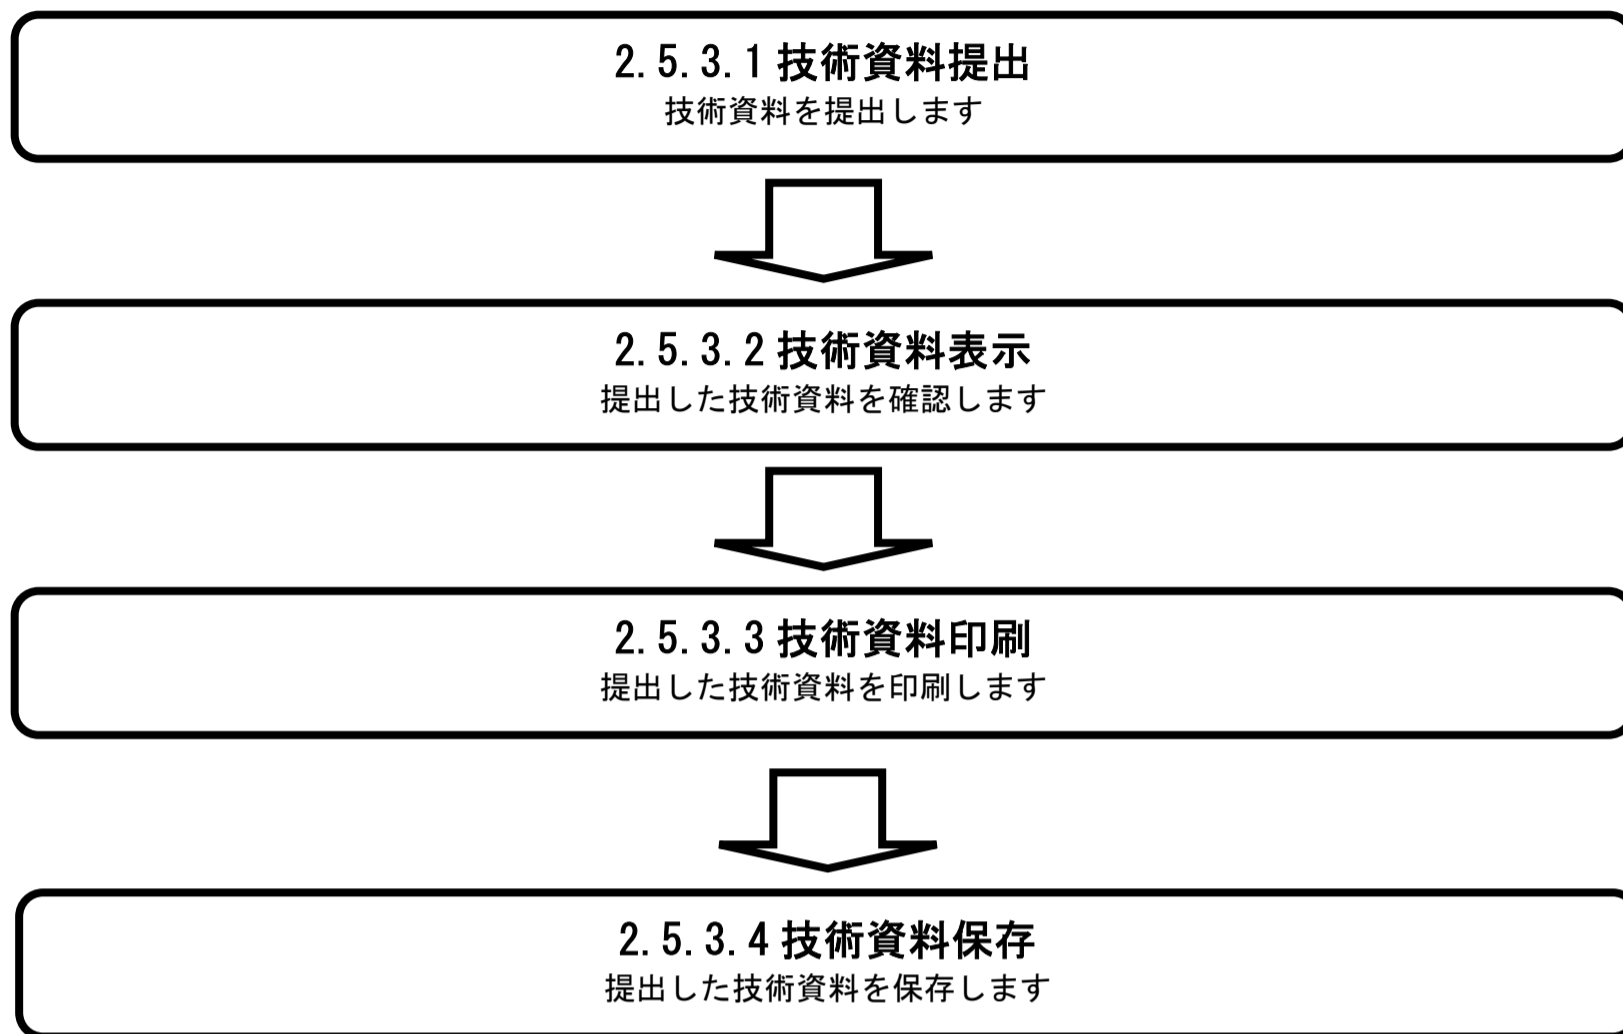 2.5.3.1 技術資料提出
技術資料を提出します
2.5.3.2 技術資料表示
提出した技術資料を確認します
2.5.3.3 技術資料印刷
提出した技術資料を印刷します
2.5.3.4 技術資料保存
提出した技術資料を保存します